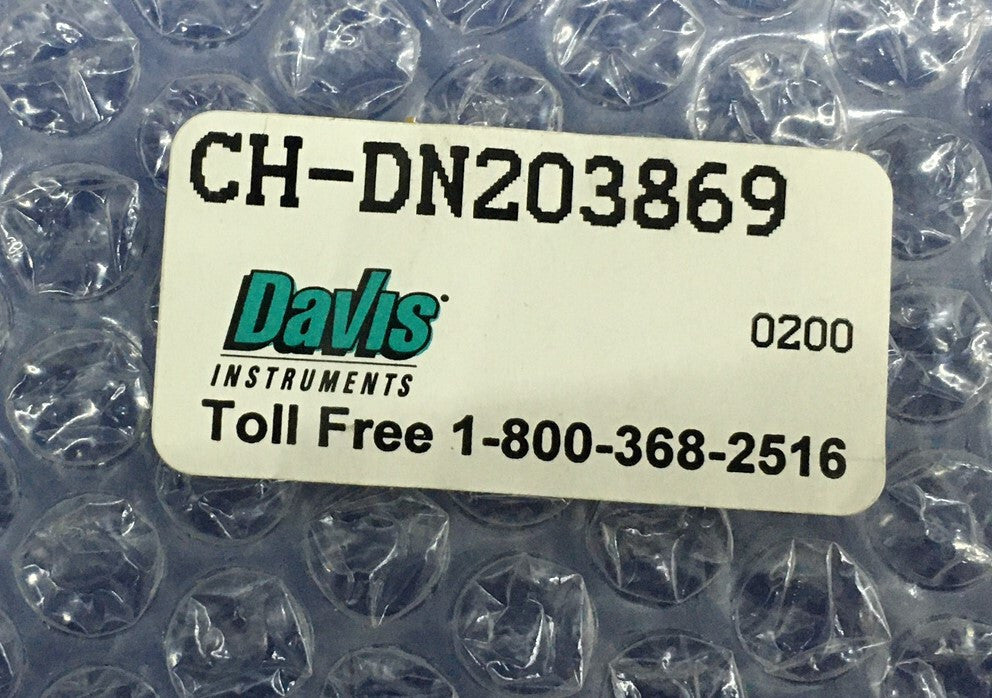 CH-DN203869
Davis
0200
INSTRUMENTS
Toll Free 1-800-368-2516